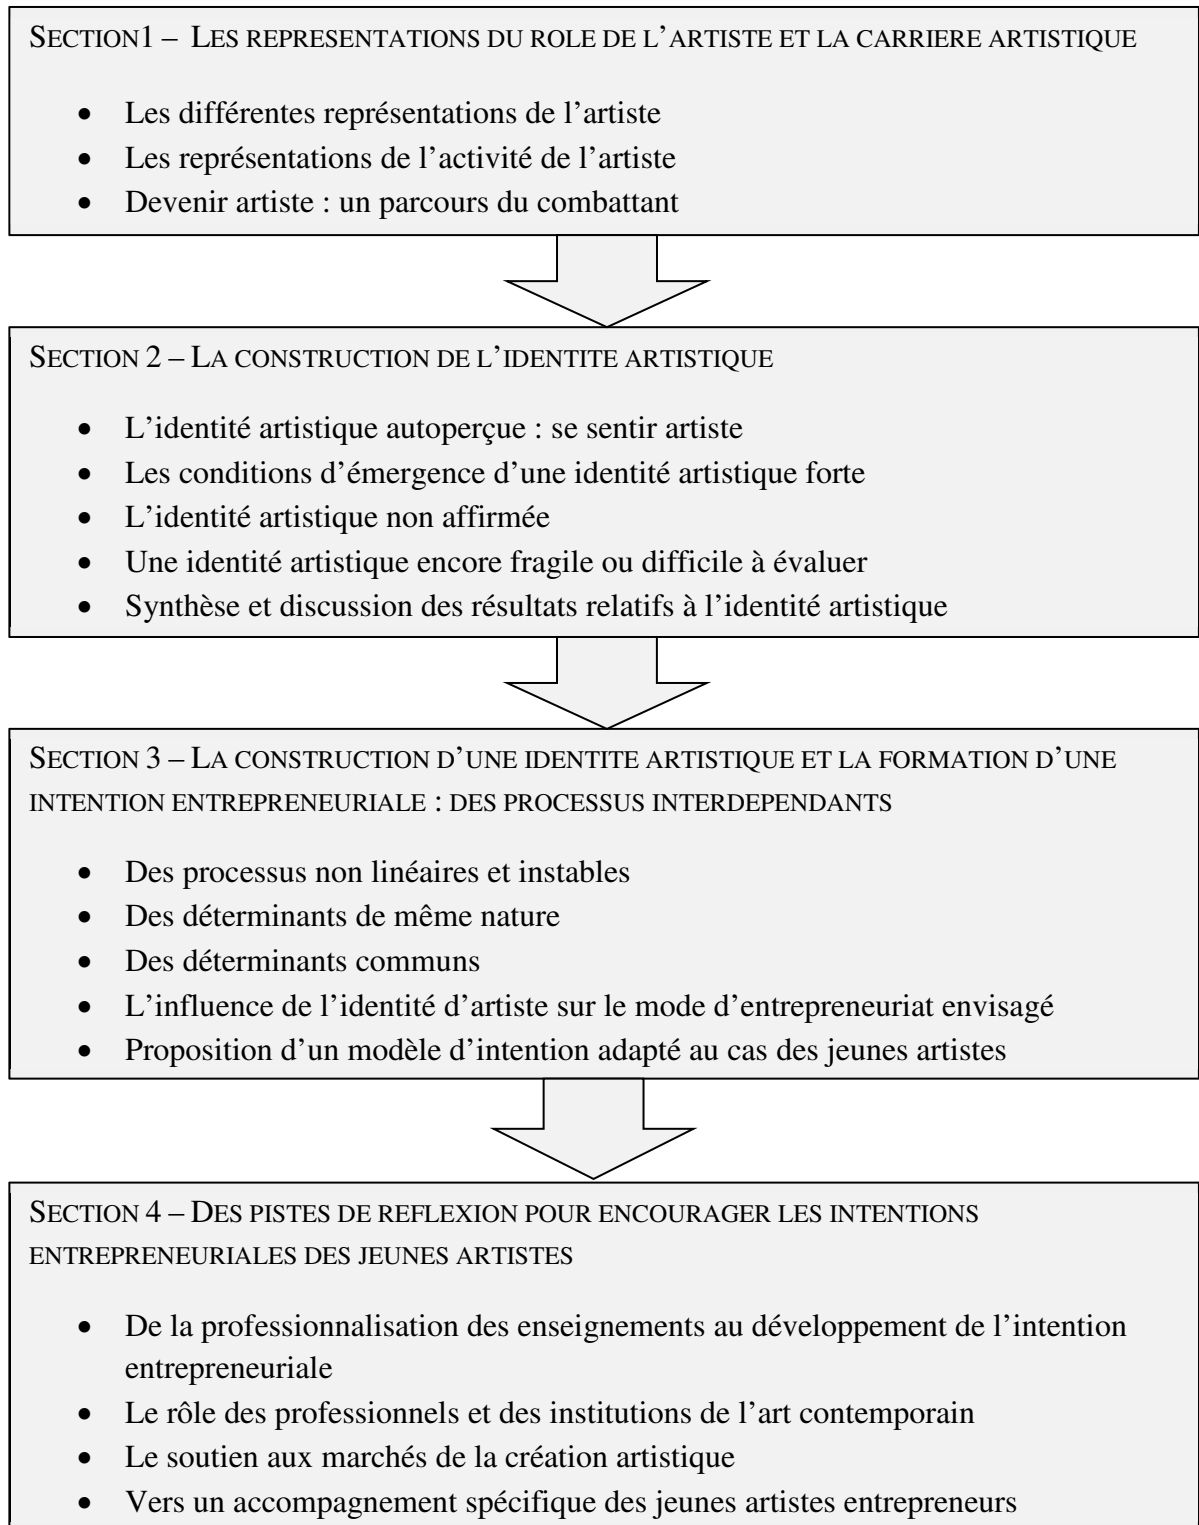 SECTION1 – LES REPRESENTATIONS DU ROLE DE L’ARTISTE ET LA CARRIERE ARTISTIQUE
• Les différentes représentations de l’artiste
• Les représentations de l’activité de l’artiste
• Devenir artiste : un parcours du combattant
SECTION 2 – LA CONSTRUCTION DE L’IDENTITE ARTISTIQUE
• L’identité artistique autoperçue : se sentir artiste
• Les conditions d’émergence d’une identité artistique forte
• L’identité artistique non affirmée
• Une identité artistique encore fragile ou difficile à évaluer
• Synthèse et discussion des résultats relatifs à l’identité artistique
SECTION 3 – LA CONSTRUCTION D’UNE IDENTITE ARTISTIQUE ET LA FORMATION D’UNE
INTENTION ENTREPRENEURIALE : DES PROCESSUS INTERDEPENDANTS
• Des processus non linéaires et instables
• Des déterminants de même nature
• Des déterminants communs
• L’influence de l’identité d’artiste sur le mode d’entrepreneuriat envisagé
• Proposition d’un modèle d’intention adapté au cas des jeunes artistes
SECTION 4 – DES PISTES DE REFLEXION POUR ENCOURAGER LES INTENTIONS
ENTREPRENEURIALES DES JEUNES ARTISTES
• De la professionnalisation des enseignements au développement de l’intention
entrepreneuriale
• Le rôle des professionnels et des institutions de l’art contemporain
• Le soutien aux marchés de la création artistique
• Vers un accompagnement spécifique des jeunes artistes entrepreneurs